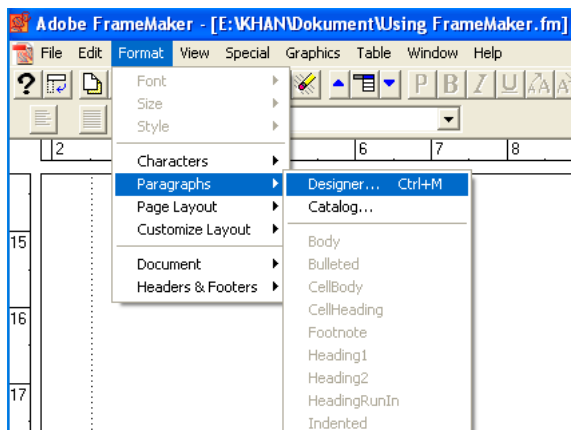 Adobe FrameMaker - [E:\KHAN\Dokument\Using FrameMaker.fm]
File Edit Format View Special Graphics Table Window Help
? P B I U A A
Font
Size
Style
2 6 7 8
Characters
Paragraphs
Page Layout
Customize Layout
Document
Headers & Footers
Designer... Ctrl+M
Catalog...
Body
Bulleted
CellBody
CellHeading
Footnote
Heading1
Heading2
HeadingRunIn
Indented
15
16
17